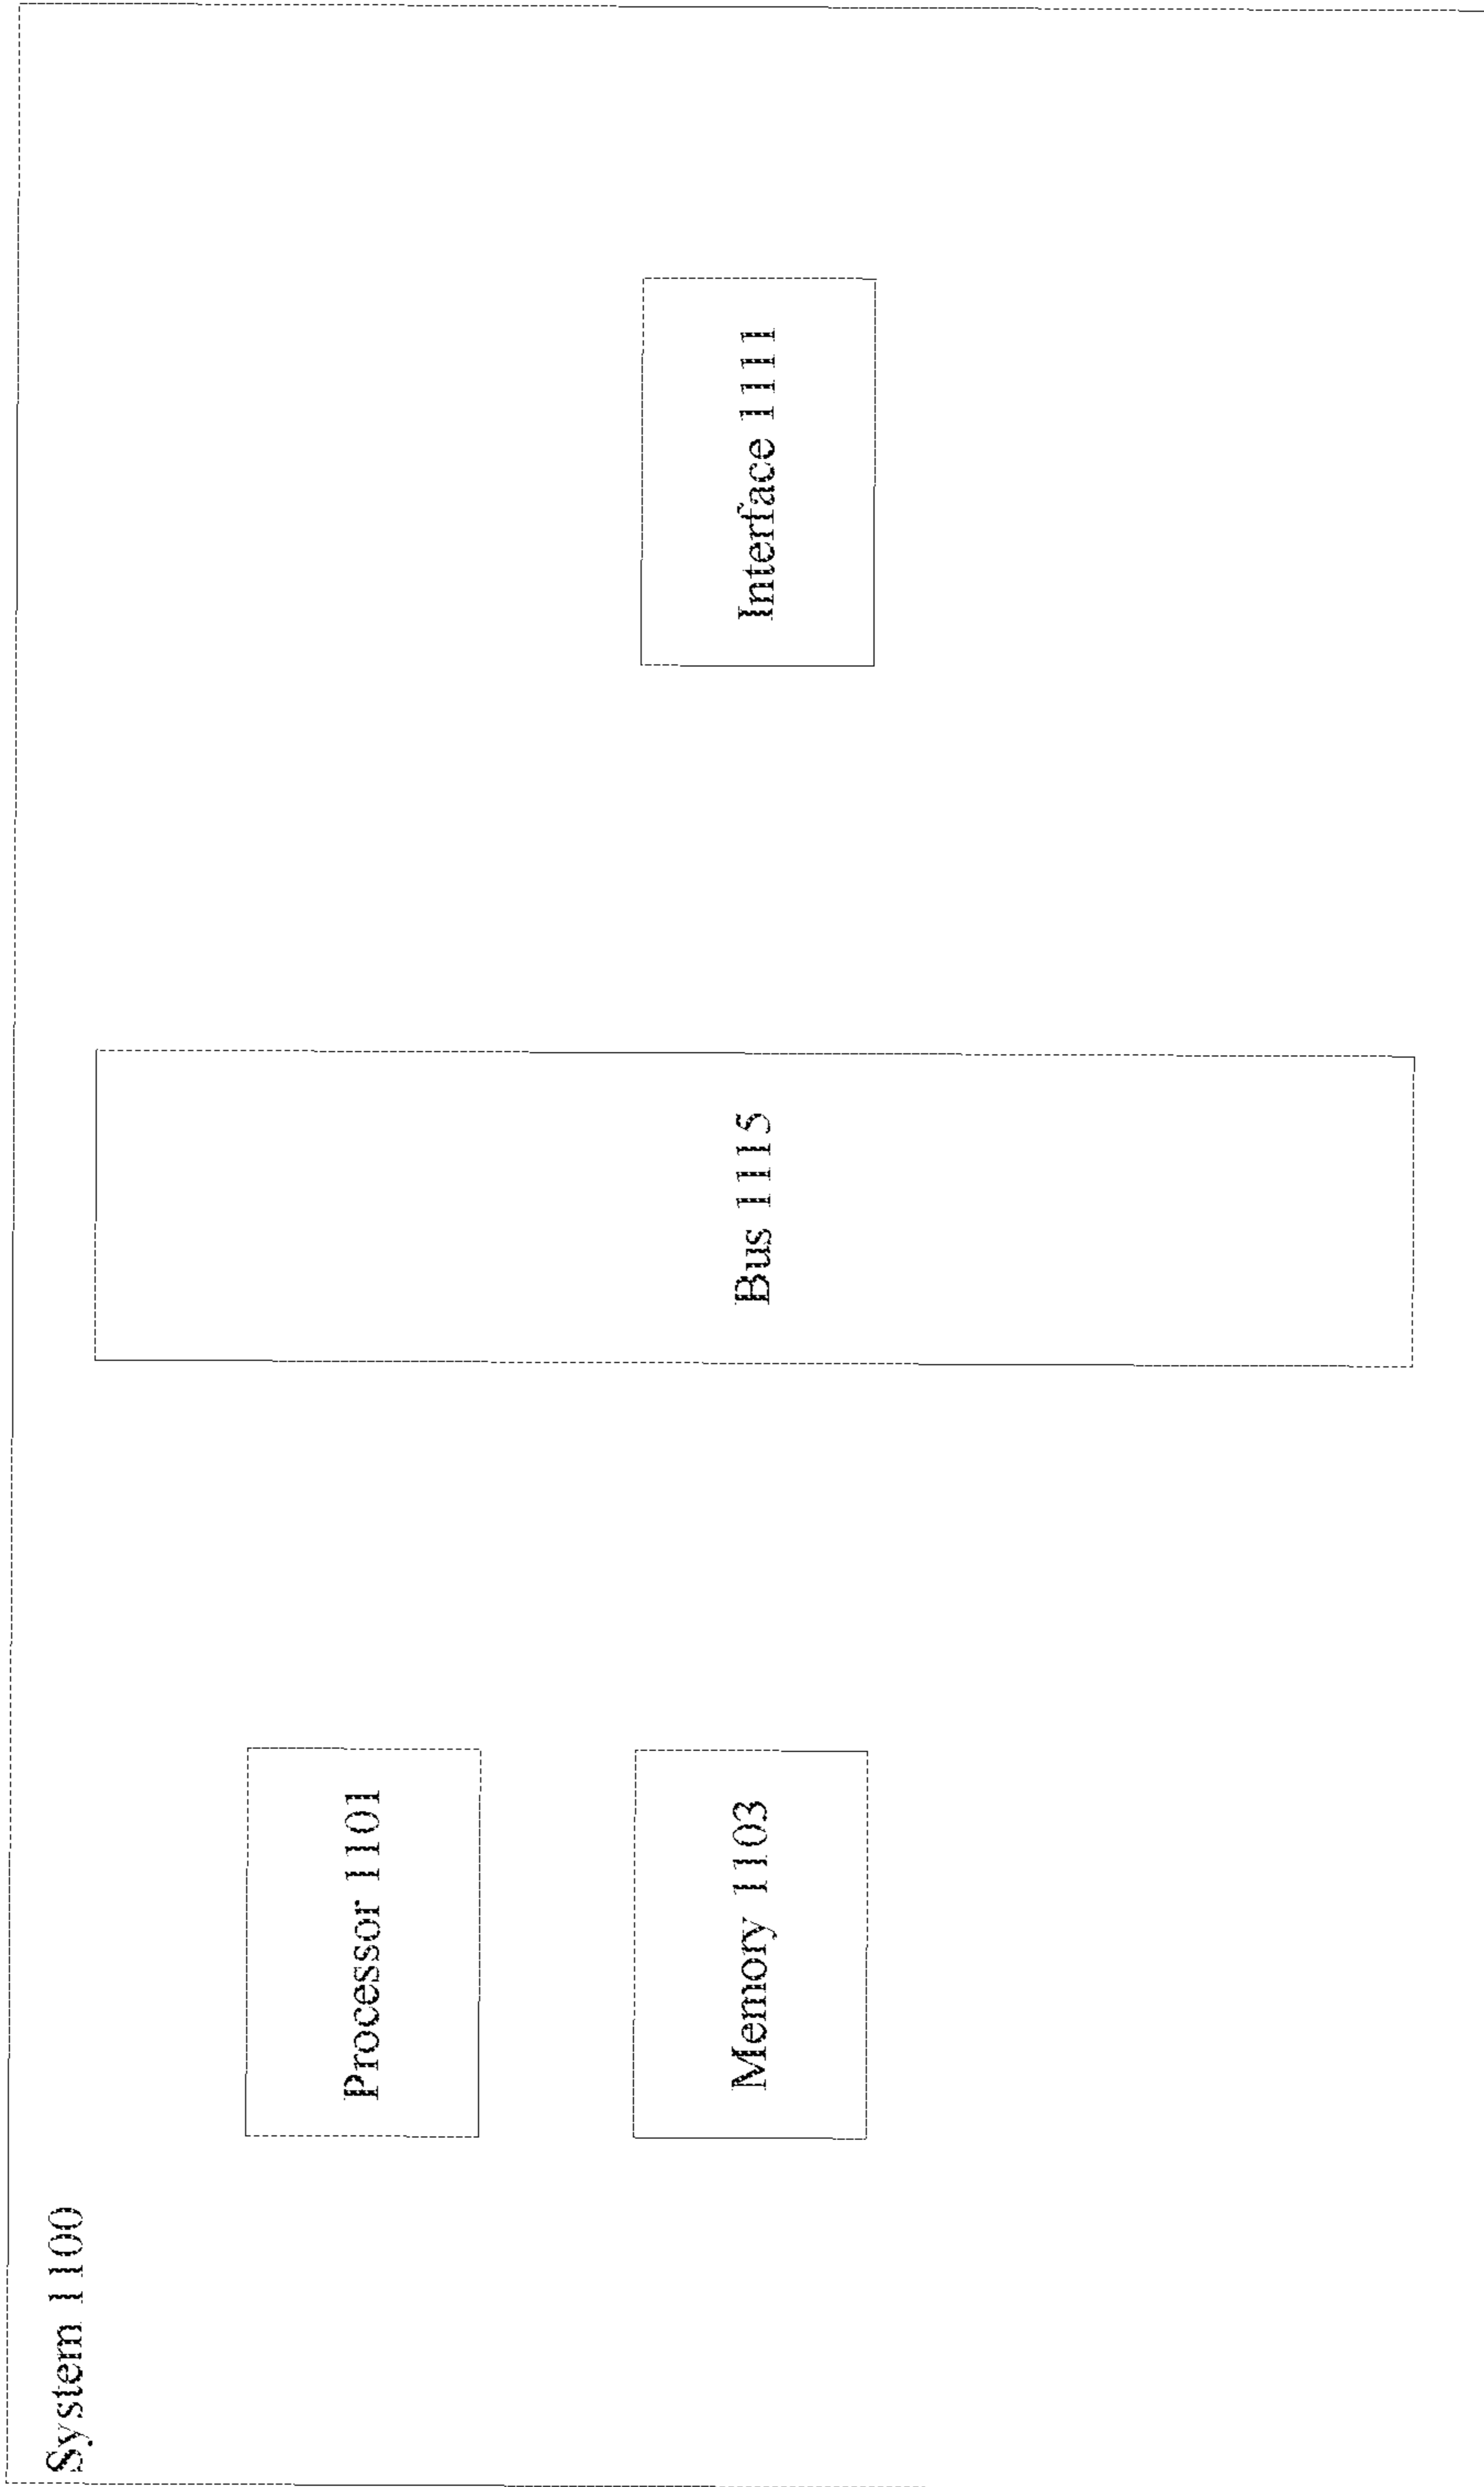 System 1100
Processor 1101
Memory 1103
Bus 1115
Interface 1111